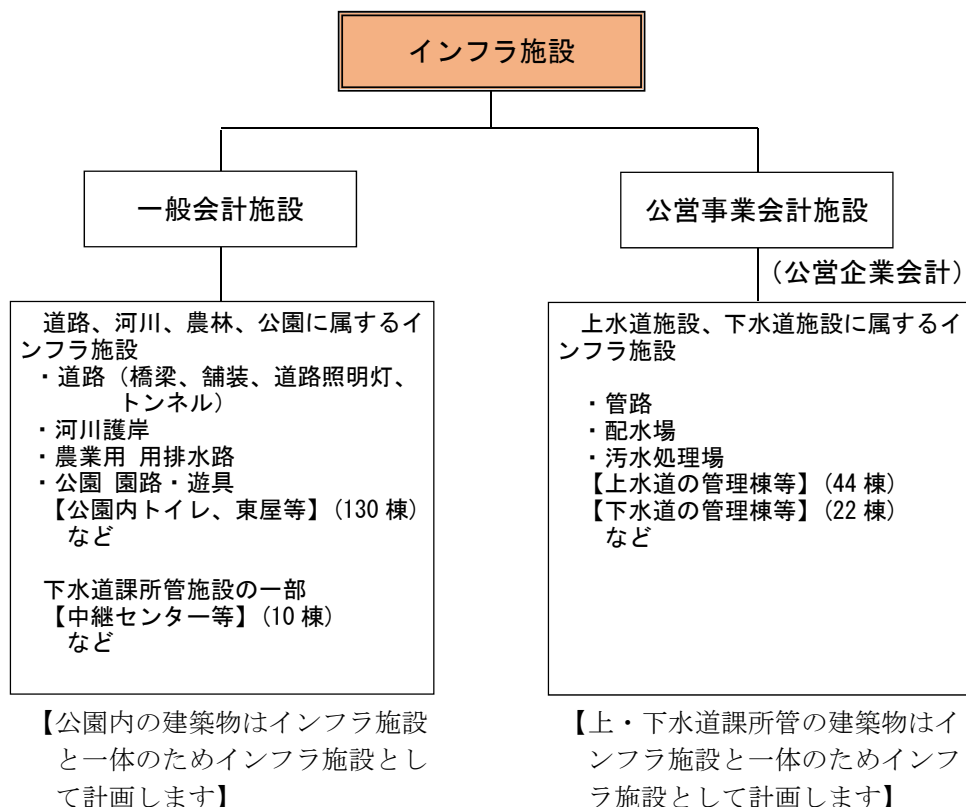 インフラ施設
一般会計施設
道路、河川、農林、公園に属するイ
ンフラ施設
・道路（橋梁、舗装、道路照明灯、
トンネル）
・河川護岸
・農業用 用排水路
・公園 園路・遊具
【公園内トイレ、東屋等】(130 棟)
など
下水道課所管施設の一部
【中継センター等】(10 棟)
など
【公園内の建築物はインフラ施設
と一体のためインフラ施設とし
て計画します】
公営事業会計施設
（公営企業会計）
上水道施設、下水道施設に属するイ
ンフラ施設
・管路
・配水場
・汚水処理場
【上水道の管理棟等】(44 棟)
【下水道の管理棟等】(22 棟)
など
【上・下水道課所管の建築物はイ
ンフラ施設と一体のためインフ
ラ施設として計画します】